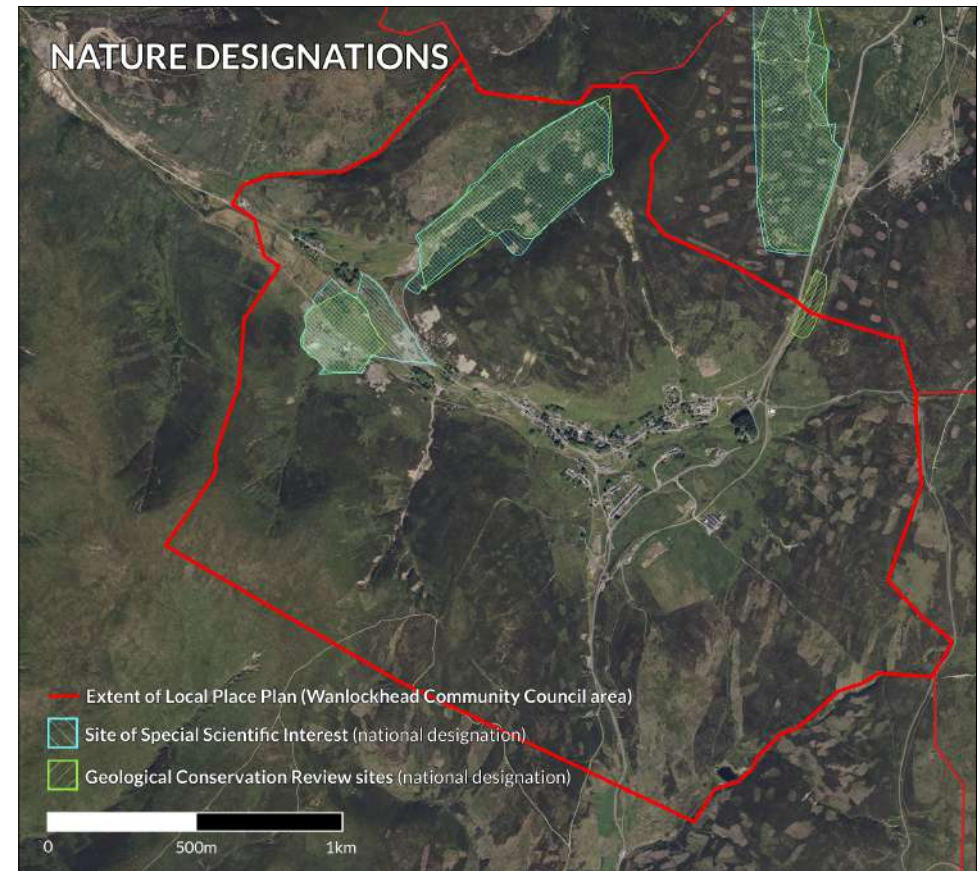 NATURE DESIGNATIONS
Extent of Local Place Plan (Wanlockhead Community Council area)
Site of Special Scientific Interest (national designation)
Geological Conservation Review sites (national designation)
0 500m 1km